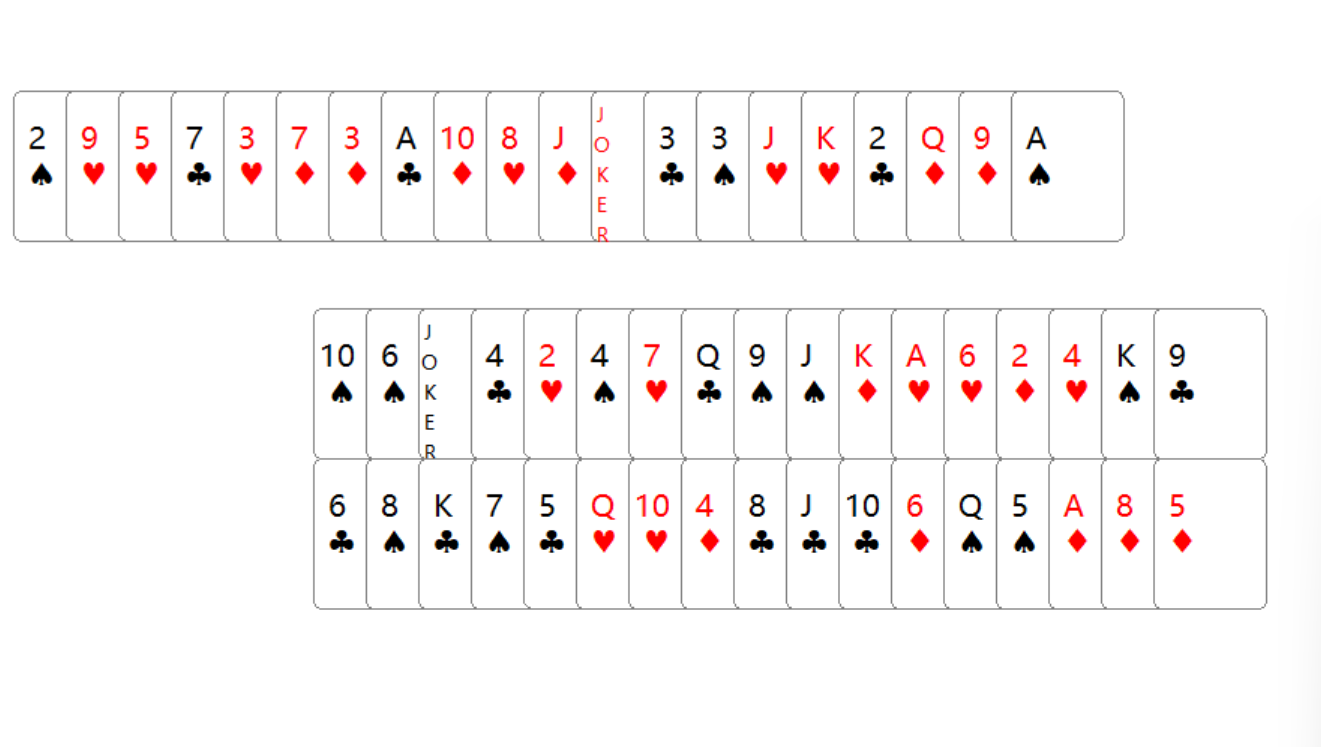 2♠ 9♥ 5♥ 7♣ 3♥ 7♦ 3♦ A♣ 10♦ 8♥ J♦ JOKER 3♣ 3♠ J♥ K♥ 2♣ Q♦ 9♦ A♠
10♠ 6♠ JOKER 4♣ 2♥ 4♠ 7♥ Q♣ 9♠ J♠ K♦ A♥ 6♥ 2♦ 4♥ K♠ 9♣
6♣ 8♠ K♣ 7♠ 5♣ Q♥ 10♥ 4♦ 8♣ J♣ 10♣ 6♦ Q♠ 5♠ A♦ 8♦ 5♦